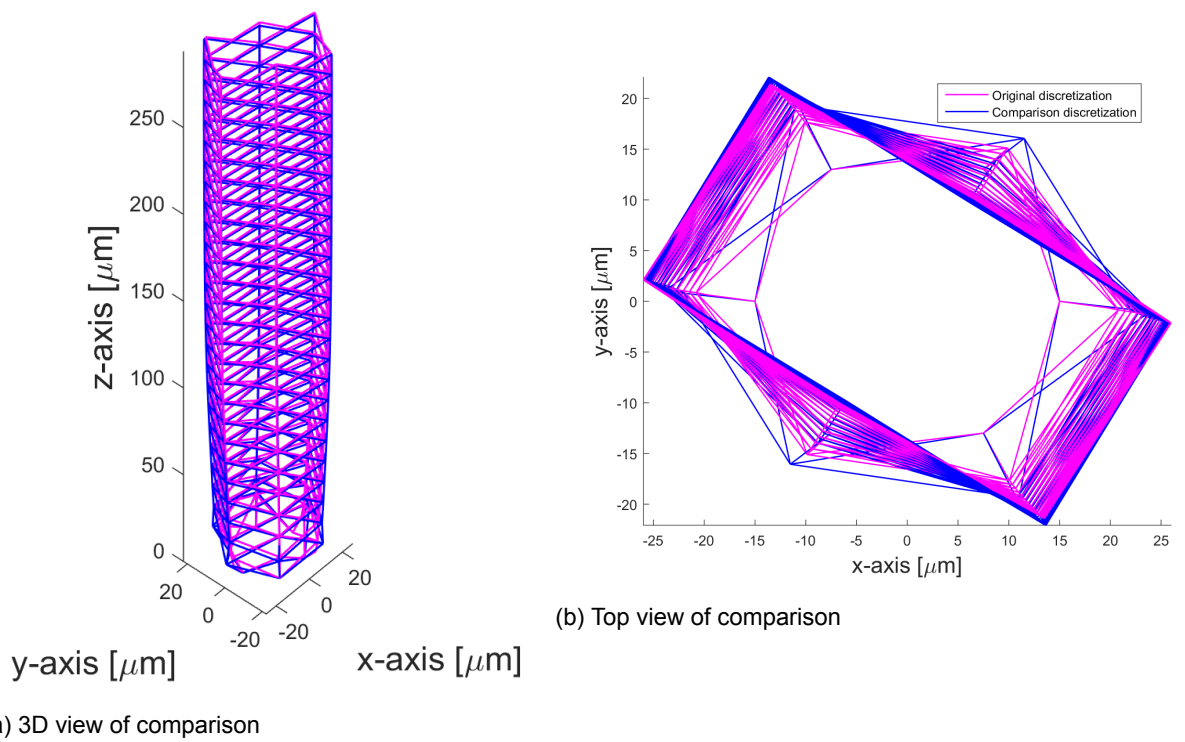 250
200
150
100
50
0
z-axis [μm]
20
0
-20
-20
0
20
y-axis [μm]
x-axis [μm]
a) 3D view of comparison
Original discretization
Comparison discretization
20
15
10
5
0
-5
-10
-15
-20
y-axis [μm]
-25 -20 -15 -10 -5 0 5 10 15 20 25
x-axis [μm]
(b) Top view of comparison